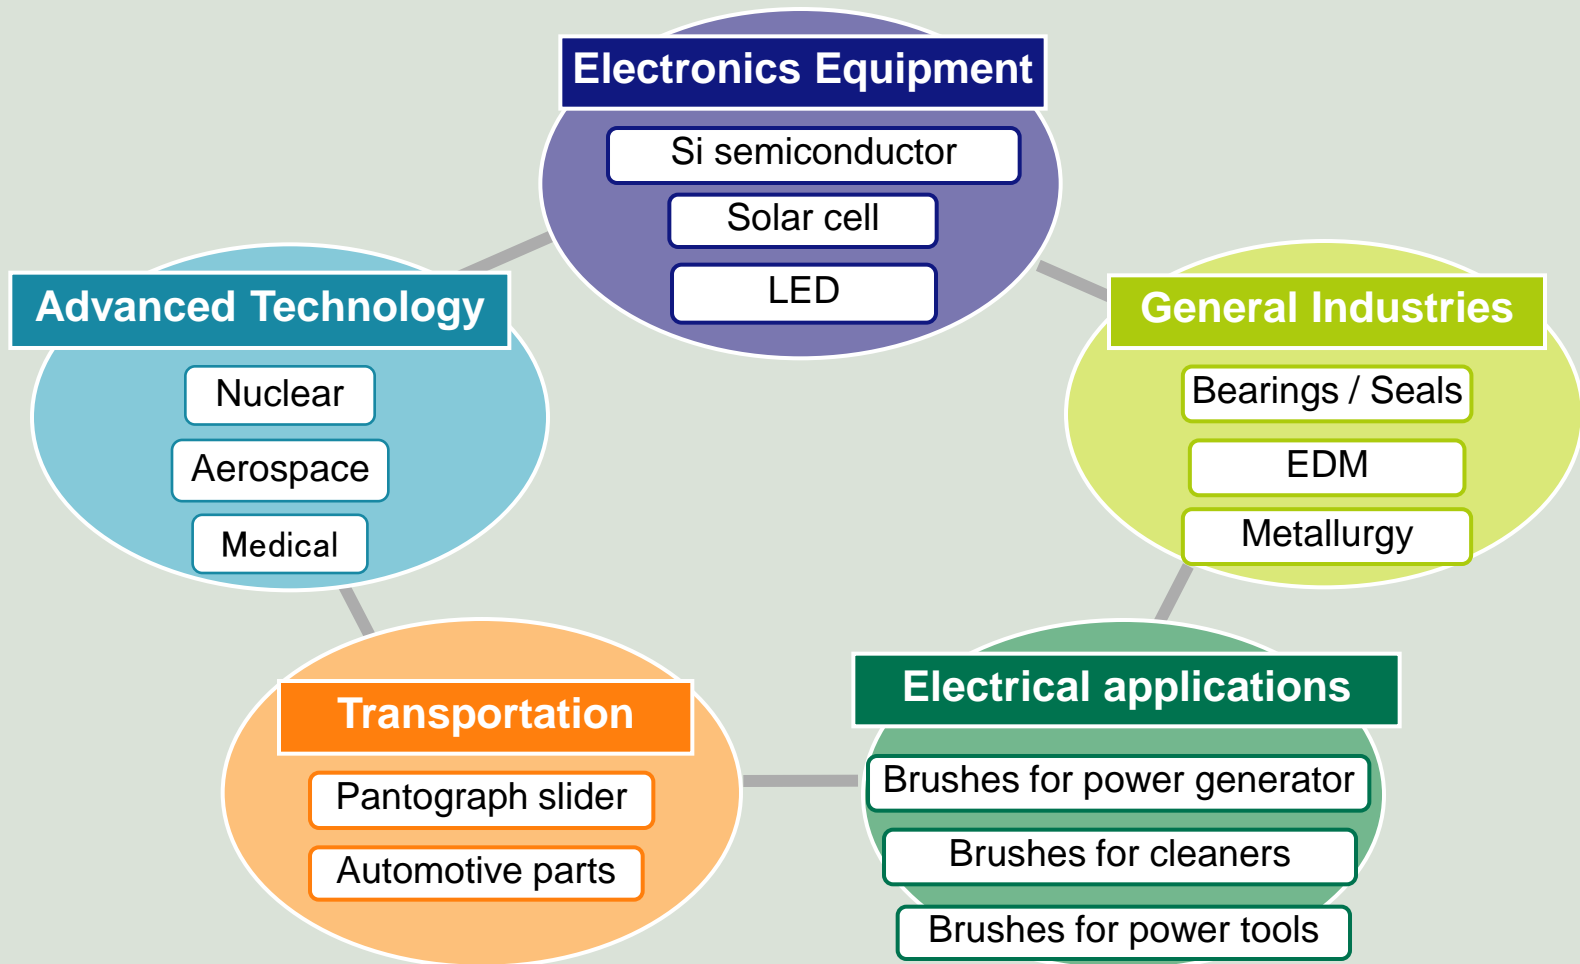 Electronics Equipment
Si semiconductor
Solar cell
LED
Advanced Technology
Nuclear
Aerospace
Medical
General Industries
Bearings / Seals
EDM
Metallurgy
Transportation
Pantograph slider
Automotive parts
Electrical applications
Brushes for power generator
Brushes for cleaners
Brushes for power tools